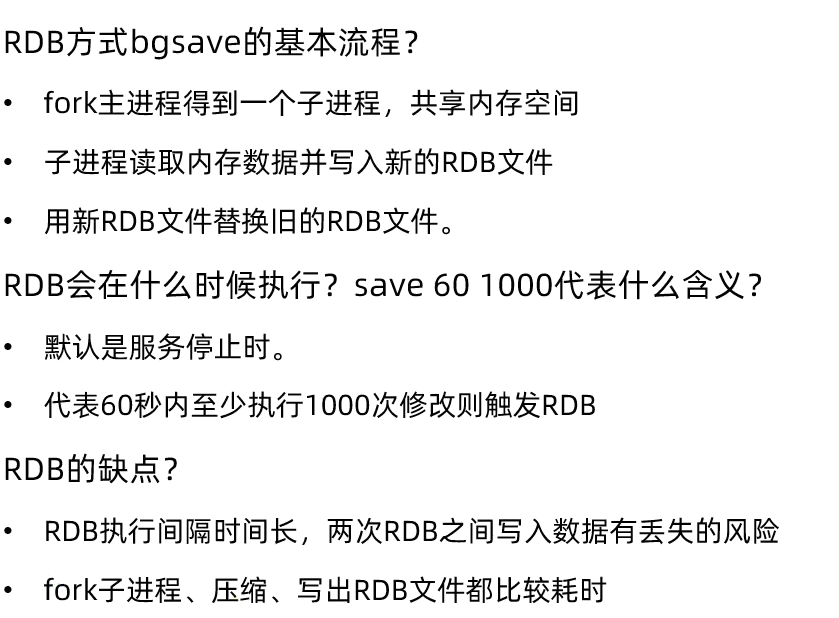 RDB方式bgsave的基本流程？
• fork主进程得到一个子进程，共享内存空间
• 子进程读取内存数据并写入新的RDB文件
• 用新RDB文件替换旧的RDB文件。
RDB会在什么时候执行？save 60 1000代表什么含义？
• 默认是服务停止时。
• 代表60秒内至少执行1000次修改则触发RDB
RDB的缺点？
• RDB执行间隔时间长，两次RDB之间写入数据有丢失的风险
• fork子进程、压缩、写出RDB文件都比较耗时